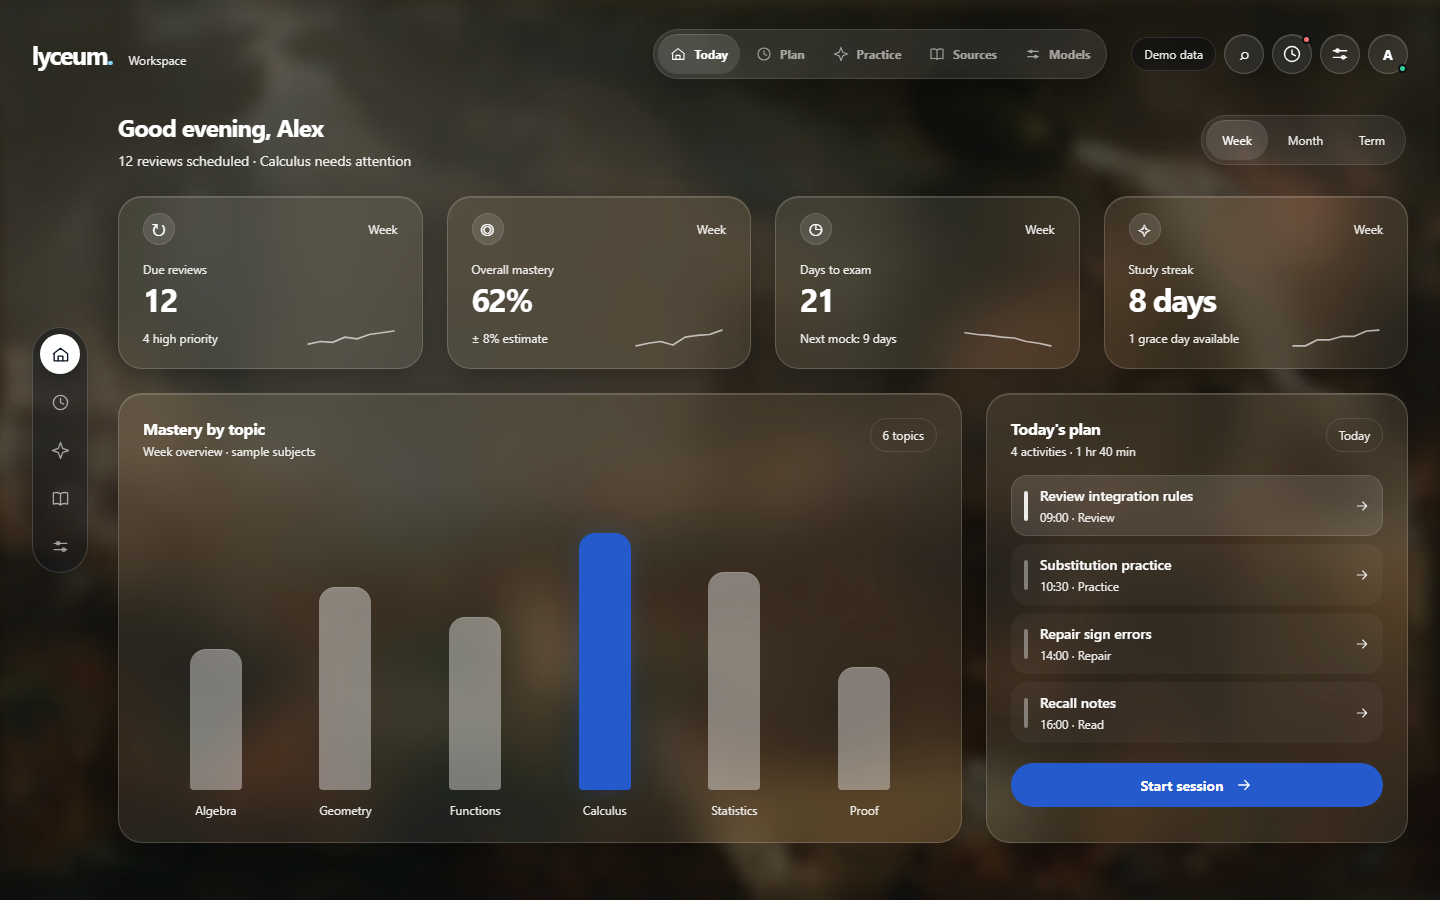 lyceum.
Workspace
Today
Plan
Practice
Sources
Models
Demo data
A
Good evening, Alex
12 reviews scheduled · Calculus needs attention
Week
Month
Term
Week
Due reviews
12
4 high priority
Week
Overall mastery
62%
± 8% estimate
Week
Days to exam
21
Next mock: 9 days
Week
Study streak
8 days
1 grace day available
Mastery by topic
Week overview · sample subjects
6 topics
Algebra
Geometry
Functions
Calculus
Statistics
Proof
Today's plan
4 activities · 1 hr 40 min
Today
Review integration rules
09:00 · Review
Substitution practice
10:30 · Practice
Repair sign errors
14:00 · Repair
Recall notes
16:00 · Read
Start session